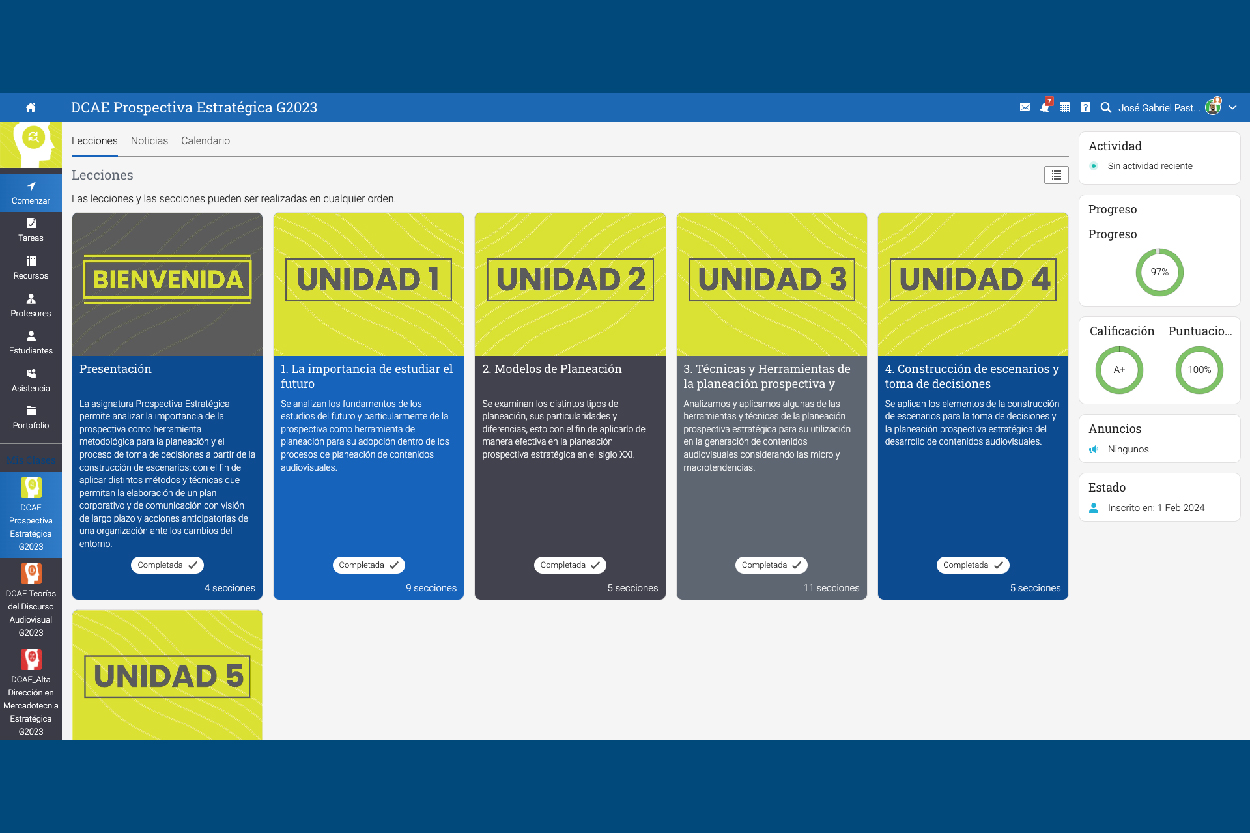 DCAE Prospectiva Estratégica G2023
7
José Gabriel Past...
Comenzar
Tareas
Recursos
Profesores
Estudiantes
Asistencia
Portafolio
DCAE
Prospectiva
Estratégica
G2023
DCAE Teorías
del Discurso
Audiovisual
G2023
DCAE_Alta
Dirección en
Mercadotecnia
Estratégica
G2023
Lecciones
Noticias
Calendario
Lecciones
Las lecciones y las secciones pueden ser realizadas en cualquier orden.
BIENVENIDA
Presentación
La asignatura Prospectiva Estratégica
permite analizar la importancia de la
prospectiva como herramienta
metodológica para la planeación y el
proceso de toma de decisiones a partir de la
construcción de escenarios; con el fin de
aplicar distintos métodos y técnicas que
permitan la elaboración de un plan
corporativo y de comunicación con visión
de largo plazo y acciones anticipatorias de
una organización ante los cambios del
entorno.
Completada
4 secciones
UNIDAD 1
1. La importancia de estudiar el
futuro
Se analizan los fundamentos de los
estudios del futuro y particularmente de la
prospectiva como herramienta de
planeación para su adopción dentro de los
procesos de planeación de contenidos
audiovisuales.
Completada
9 secciones
UNIDAD 2
2. Modelos de Planeación
Se examinan los distintos tipos de
planeación, sus particularidades y
diferencias, esto con el fin de aplicarlo de
manera efectiva en la planeación
prospectiva estratégica en el siglo XXI.
Completada
5 secciones
UNIDAD 3
3. Técnicas y Herramientas de
la planeación prospectiva y
Analizamos y aplicamos algunas de las
herramientas y técnicas de la planeación
prospectiva estratégica para su utilización
en la generación de contenidos
audiovisuales considerando las micro y
macrotendencias.
Completada
11 secciones
UNIDAD 4
4. Construcción de escenarios y
toma de decisiones
Se aplican los elementos de la construcción
de escenarios para la toma de decisiones y
la planeación prospectiva estratégica del
desarrollo de contenidos audiovisuales.
Completada
5 secciones
UNIDAD 5
Actividad
Sin actividad reciente
Progreso
Progreso
97%
Calificación
Puntuacio...
A+
100%
Anuncios
Ningunos
Estado
Inscrito en: 1 Feb 2024